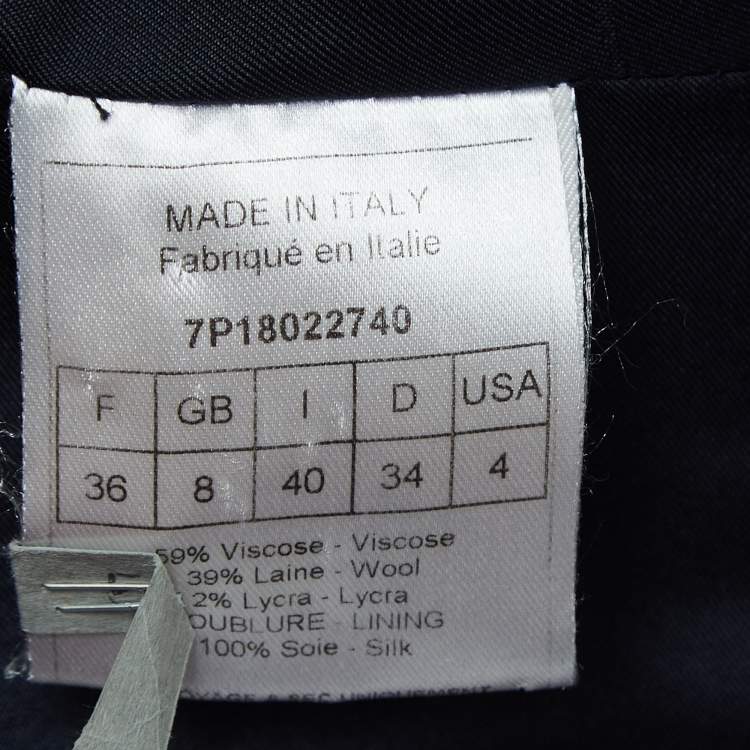 MADE IN ITALY
Fabriqué en Italie
7P18022740
F GB I D USA
36 8 40 34 4
59% Viscose - Viscose
39% Laine - Wool
2% Lycra - Lycra
OUBLURE - LINING
100% Soie - Silk